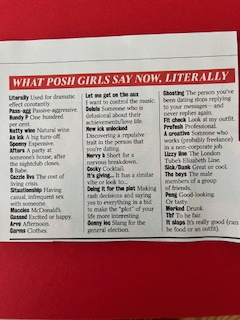 WHAT POSH GIRLS SAY NOW, LITERALLY
Literally Used for dramatic
effect constantly.
Pass-agg Passive-aggressive.
Hundy P One hundred
per cent.
Natty wine Natural wine.
An ick A big turn-off.
Spenny Expensive.
Afters A party at
someone's house, after
the nightclub closes.
B Babe.
Cozzie livs The cost of
living crisis.
Situationship Having
casual, infrequent sex with
someone.
Maccies McDonald's.
Gassed Excited or happy.
Arvo Afternoon.
Garms Clothes.
Let me get on the aux
I want to control the music.
Delulu Someone who is
delusional about their
achievements/love life.
New ick unlocked
Discovering a repulsive
trait in the person that
you're dating.
Nervy b Short for a
nervous breakdown.
Cocky Cocktail.
It's giving... It has a similar
vibe or look to...
Doing it for the plot Making
rash decisions and saying
yes to everything in a bid
to make the "plot" of your
life more interesting.
Genny lec Slang for the
general election.
Ghosting The person you've
been dating stops replying
to your messages — and
never replies again.
Fit check Look at my outfit.
Profesh Professional.
A creative Someone who
works (probably freelance)
in a non-corporate job.
Lizzy line The London
Tube's Elizabeth Line.
Sick/Dank Great or cool.
The boys The male
members of a group
of friends.
Peng Good-looking.
Or tasty.
Merked Drunk.
Tbf To be fair.
It slaps It's really good (can
be food or an outfit).